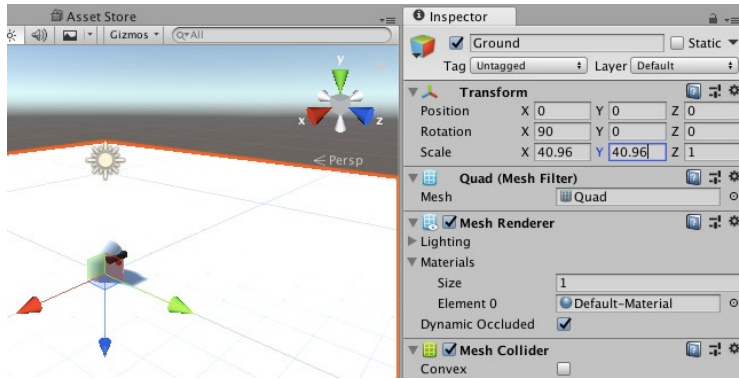 Asset Store
Gizmos
All
y
x
z
Persp
Inspector
Ground
Static
Tag Untagged Layer Default
Transform
Position X 0 Y 0 Z 0
Rotation X 90 Y 0 Z 0
Scale X 40.96 Y 40.96 Z 1
Quad (Mesh Filter)
Mesh Quad
Mesh Renderer
Lighting
Materials
Size 1
Element 0 Default-Material
Dynamic Occluded
Mesh Collider
Convex